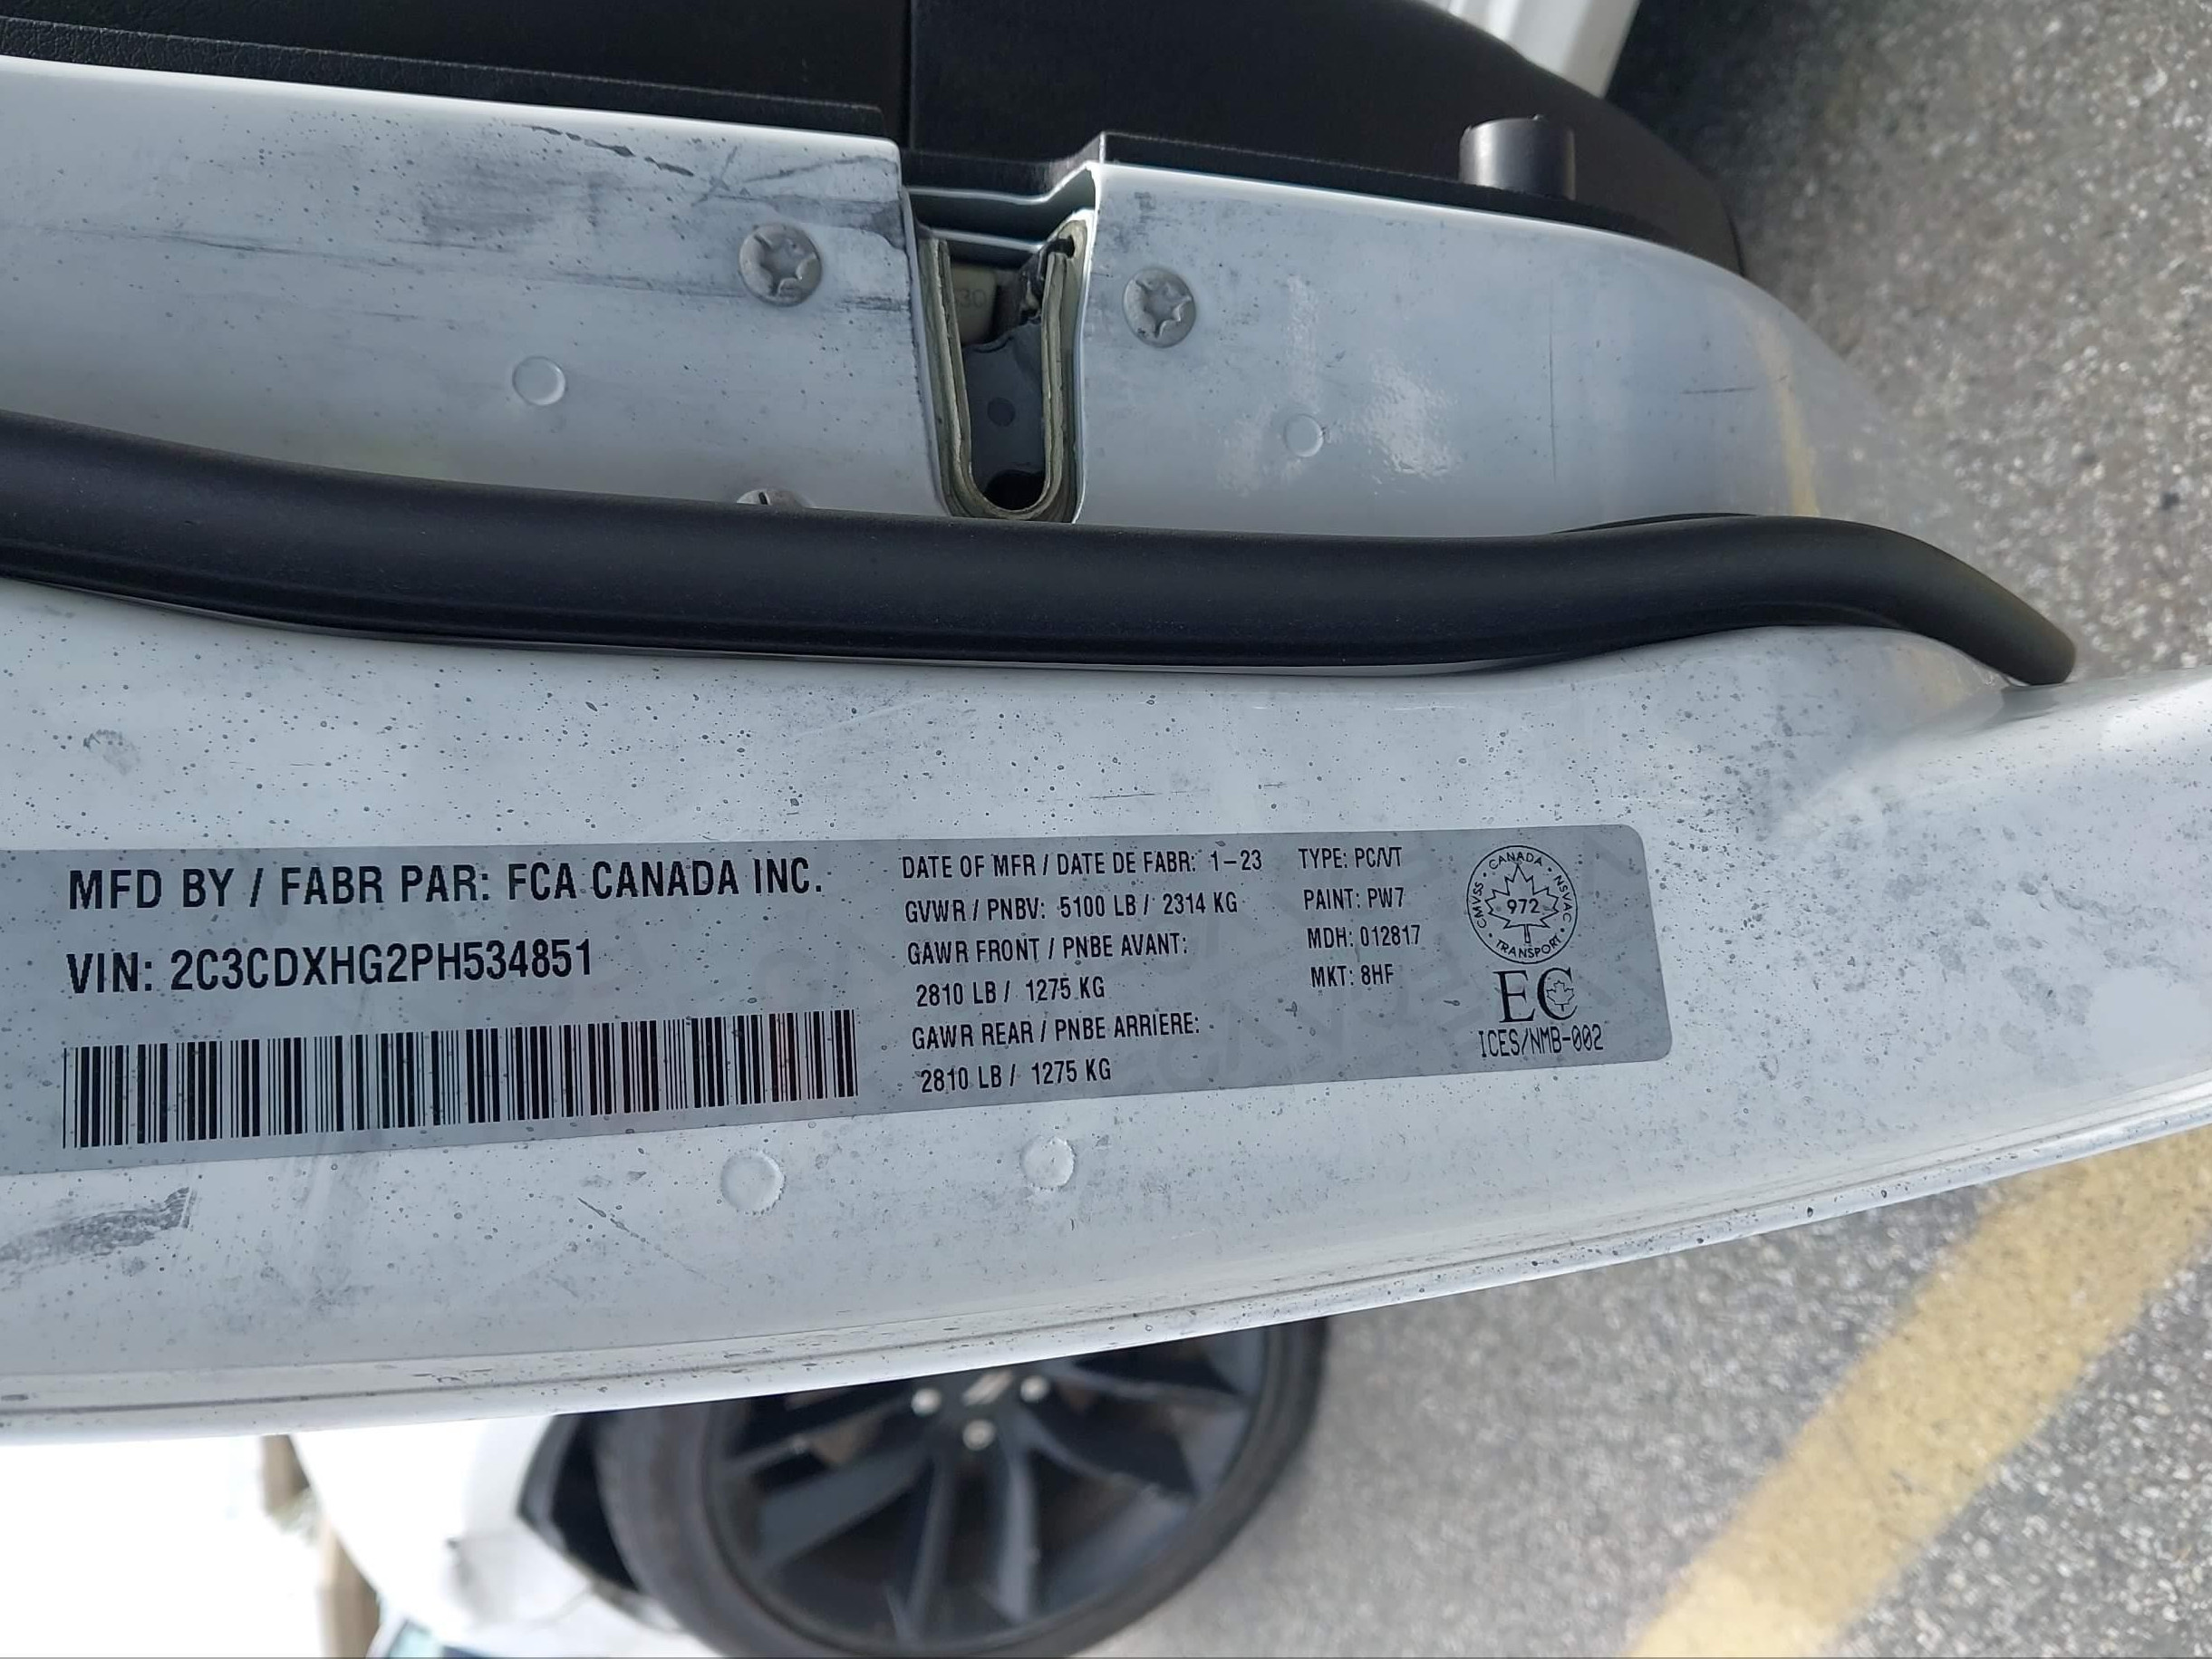 MFD BY / FABR PAR: FCA CANADA INC.
VIN: 2C3CDXHG2PH534851
DATE OF MFR / DATE DE FABR: 1-23
GVWR / PNBV: 5100 LB / 2314 KG
GAWR FRONT / PNBE AVANT:
2810 LB / 1275 KG
GAWR REAR / PNBE ARRIERE:
2810 LB / 1275 KG
TYPE: PC/VT
PAINT: PW7
MDH: 012817
MKT: 8HF
CMVSS · CANADA · NSVAC · TRANSPORT ·
972
EC
ICES/NMB-002